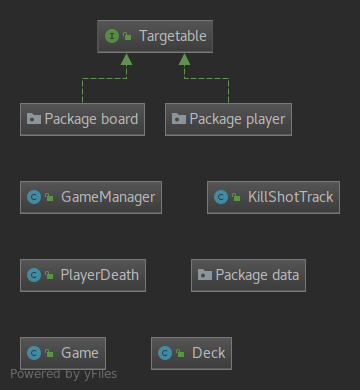 Targetable
Package board
Package player
GameManager
KillShotTrack
PlayerDeath
Package data
Game
Deck
Powered by yFiles